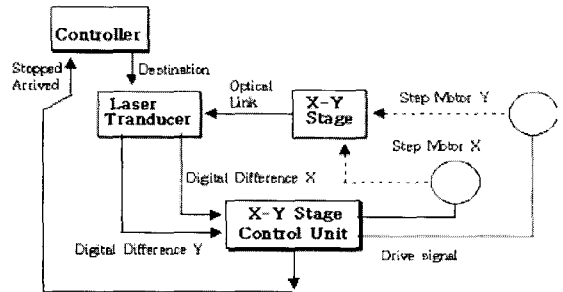 Controller
Stopped
Arrived
Destination
Optical
Link
Laser
Tranducer
X-Y
Stage
Step Motor Y
Step Motor X
Digital Difference X
X-Y Stage
Control Unit
Digital Difference Y
Drive signal